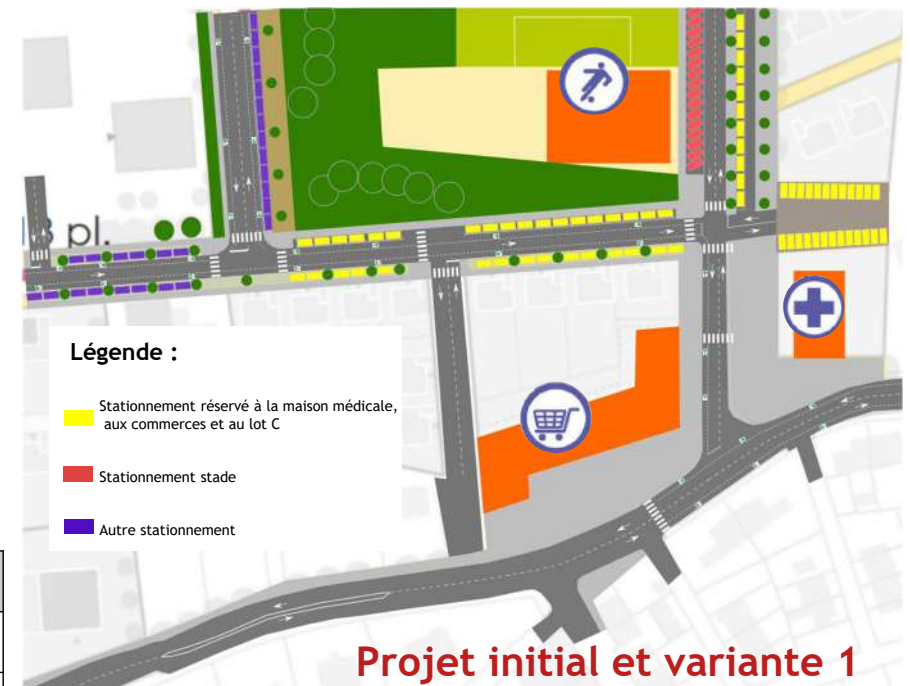 pl.
Légende :
Stationnement réservé à la maison médicale,
aux commerces et au lot C
Stationnement stade
Autre stationnement
Projet initial et variante 1